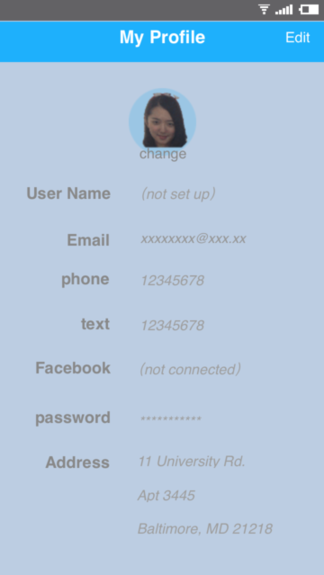 My Profile Edit
change
User Name (not set up)
Email xxxxxxxx@xxx.xx
phone 12345678
text 12345678
Facebook (not connected)
password •••••••••••
Address 11 University Rd.
Apt 3445
Baltimore, MD 21218